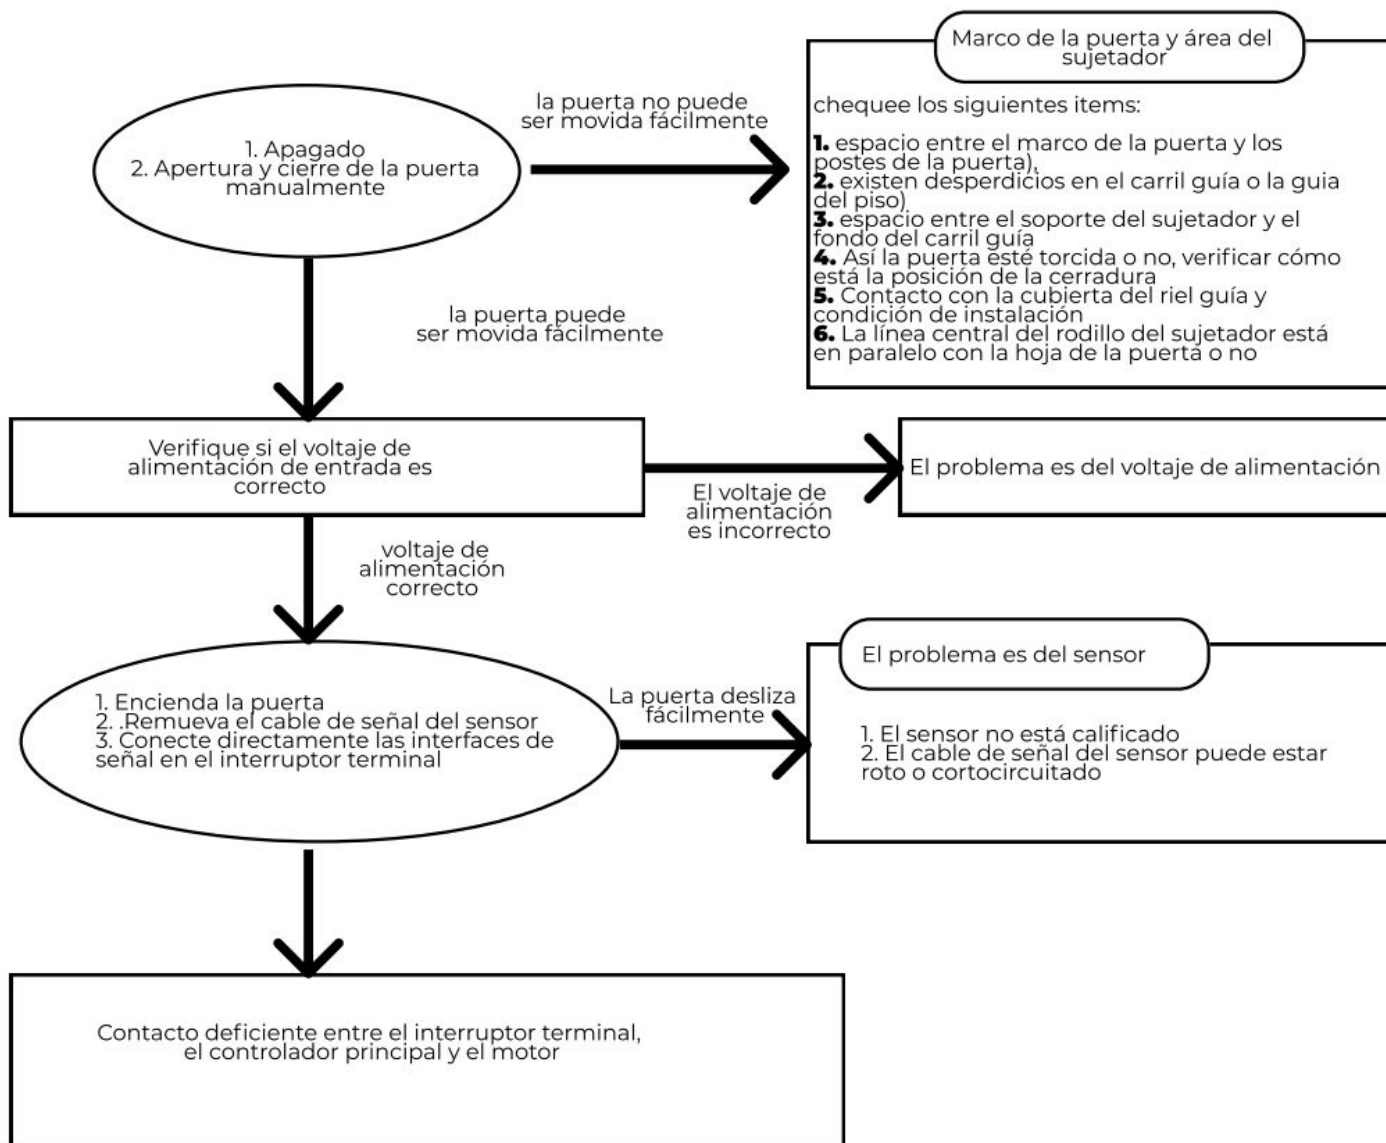 Marco de la puerta y área del
sujetador
la puerta no puede
ser movida fácilmente
chequee los siguientes items:
1. Apagado
2. Apertura y cierre de la puerta
manualmente
1. espacio entre el marco de la puerta y los
postes de la puerta),
2. existen desperdicios en el carril guía o la guia
del piso)
3. espacio entre el soporte del sujetador y el
fondo del carril guía
4. Así la puerta esté torcida o no, verificar cómo
está la posición de la cerradura
5. Contacto con la cubierta del riel guía y
condición de instalación
6. La línea central del rodillo del sujetador está
en paralelo con la hoja de la puerta o no
la puerta puede
ser movida fácilmente
Verifique si el voltaje de
alimentación de entrada es
correcto
El voltaje de
alimentación
es incorrecto
El problema es del voltaje de alimentación
voltaje de
alimentación
correcto
1. Encienda la puerta
2. .Remueva el cable de señal del sensor
3. Conecte directamente las interfaces de
señal en el interruptor terminal
La puerta desliza
fácilmente
El problema es del sensor
1. El sensor no está calificado
2. El cable de señal del sensor puede estar
roto o cortocircuitado
Contacto deficiente entre el interruptor terminal,
el controlador principal y el motor